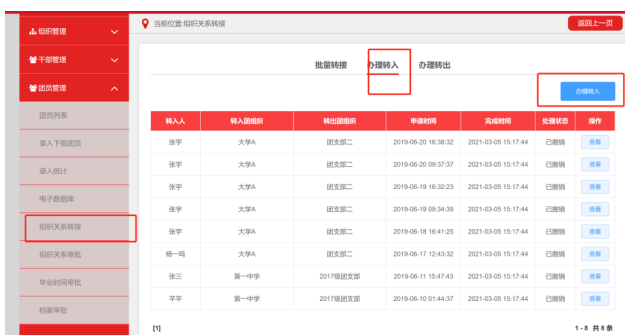 当前位置:组织关系转接
返回上一页
组织管理
干部管理
团员管理
团员列表
录入下级团员
录入统计
电子数据库
组织关系转接
组织关系审批
毕业时间审批
档案审批
批量转接 办理转入 办理转出
办理转入
转入人 转入团组织 转出团组织 申请时间 完成时间 处理状态 操作
张宇 大学A 团支部二 2019-06-20 16:38:32 2021-03-05 15:17:44 已撤销 查看
张宇 大学A 团支部二 2019-06-20 09:37:37 2021-03-05 15:17:44 已撤销 查看
张宇 大学A 团支部二 2019-06-19 16:32:23 2021-03-05 15:17:44 已撤销 查看
张宇 大学A 团支部二 2019-06-19 09:34:39 2021-03-05 15:17:44 已撤销 查看
张宇 大学A 团支部二 2019-06-18 16:41:25 2021-03-05 15:17:44 已撤销 查看
杨一鸣 大学A 团支部二 2019-06-17 12:43:32 2021-03-05 15:17:44 已撤销 查看
张三 第一中学 2017级团支部 2019-06-11 15:47:43 2021-03-05 15:17:44 已撤销 查看
芊芊 第一中学 2017级团支部 2019-06-10 01:44:37 2021-03-05 15:17:44 已撤销 查看
[1]
1 - 8 共 8 条